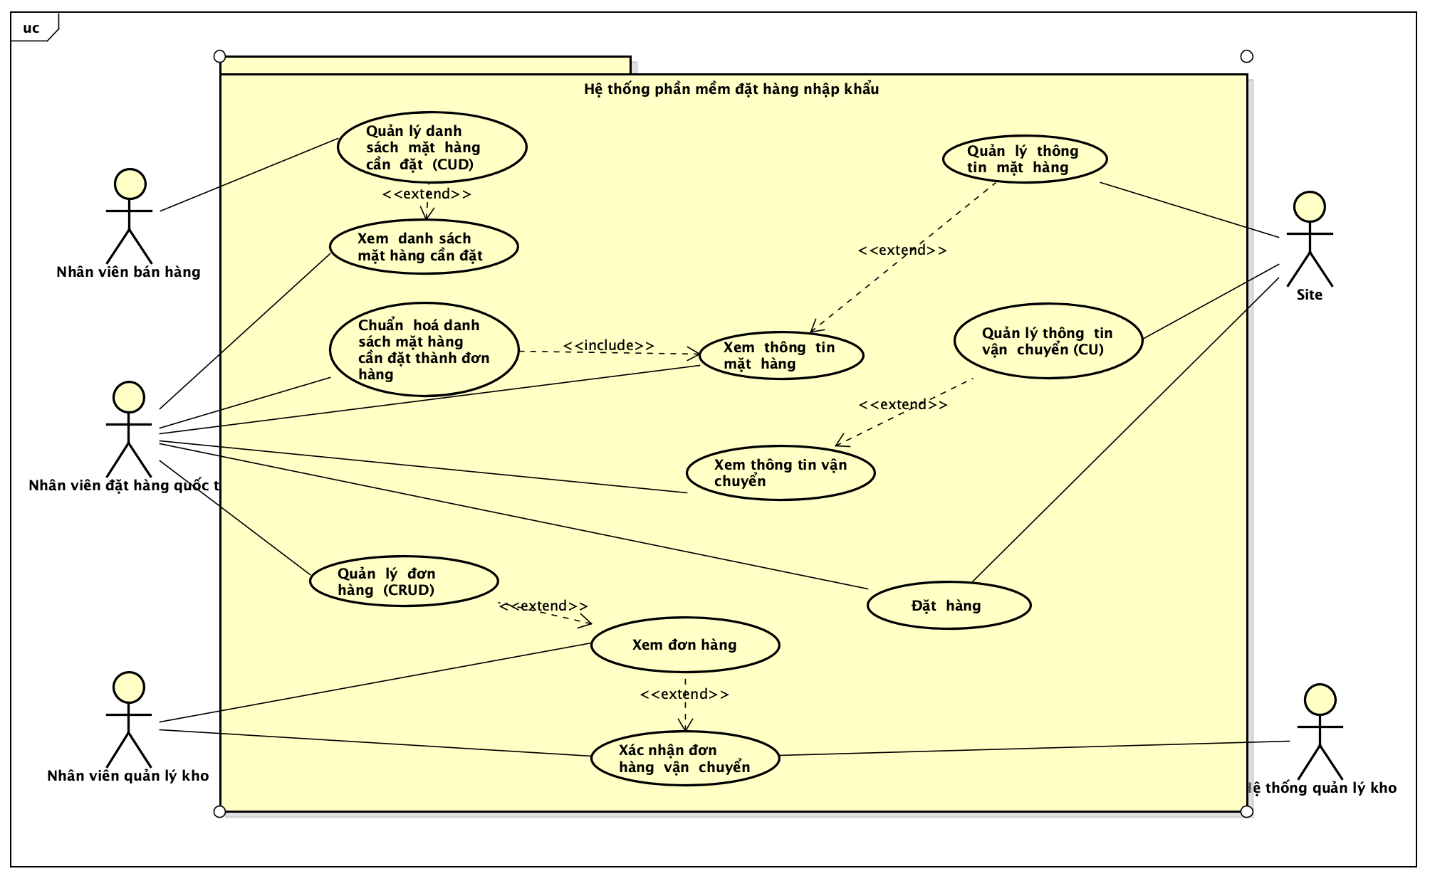 uc
Hệ thống phần mềm đặt hàng nhập khẩu
Quản lý danh
sách mặt hàng
cần đặt (CUD)
<<extend>>
Xem danh sách
mặt hàng cần đặt
Quản lý thông
tin mặt hàng
<<extend>>
Nhân viên bán hàng
Site
Chuẩn hoá danh
sách mặt hàng
cần đặt thành đơn
hàng
<<include>>
Xem thông tin
mặt hàng
Quản lý thông tin
vận chuyển (CU)
<<extend>>
Xem thông tin vận
chuyển
Nhân viên đặt hàng quốc t
Quản lý đơn
hàng (CRUD)
<<extend>>
Đặt hàng
Xem đơn hàng
<<extend>>
Xác nhận đơn
hàng vận chuyển
Nhân viên quản lý kho
ệ thống quản lý kho